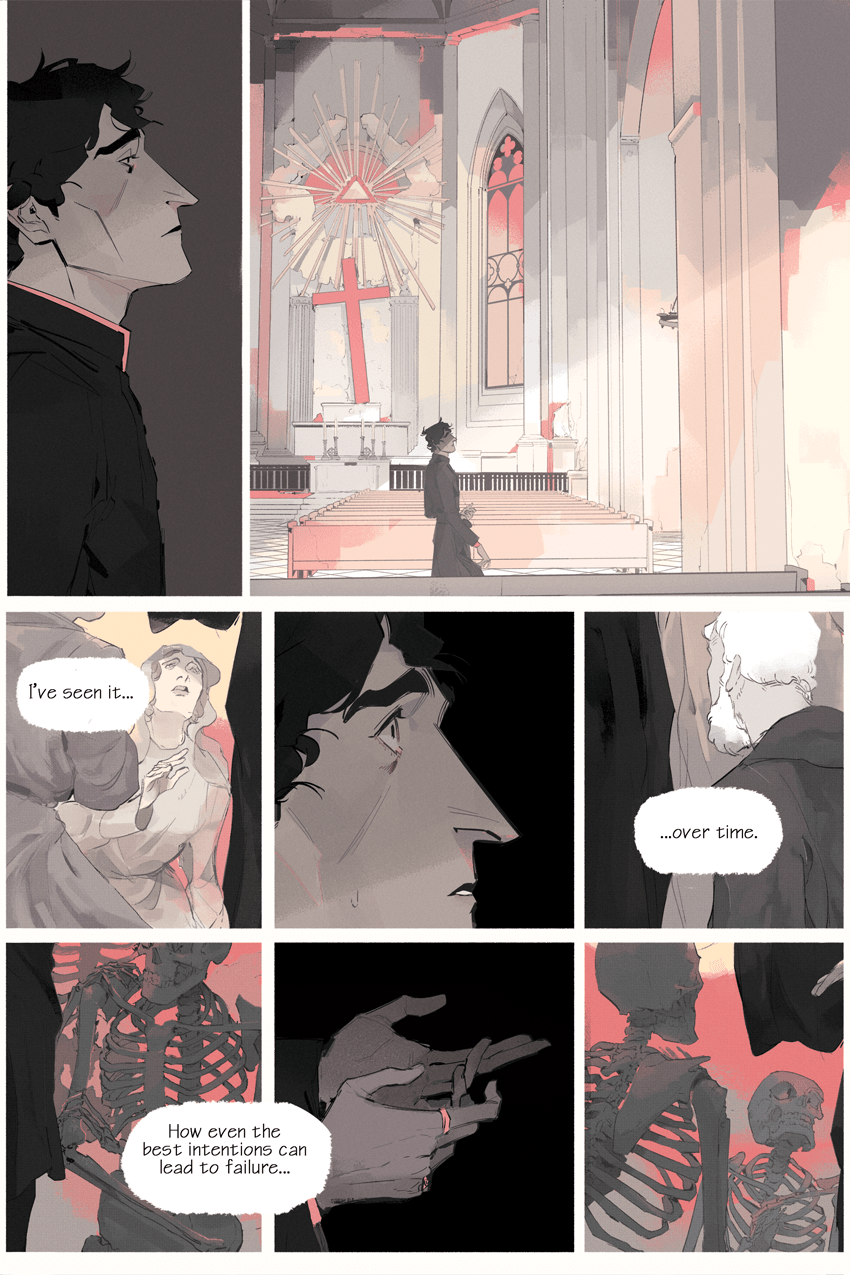 I've seen it...
...over time.
How even the
best intentions can
lead to failure...